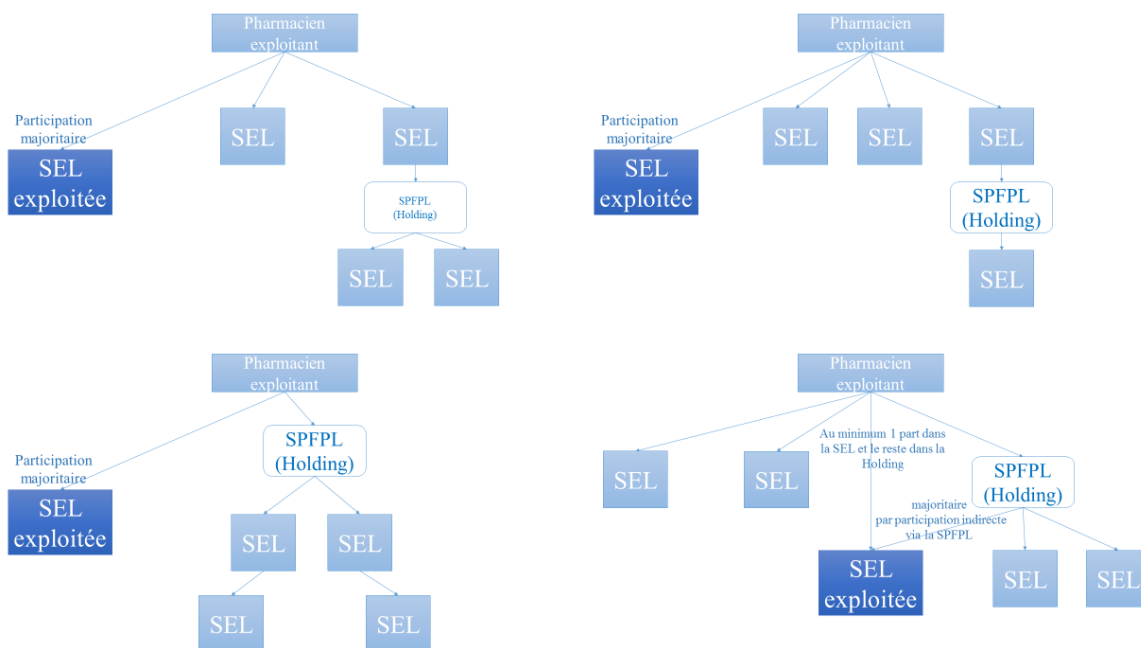 Pharmacien
exploitant
Participation
majoritaire
SEL
exploitée
SEL
SEL
SPFPL
(Holding)
SEL
SEL
Pharmacien
exploitant
Participation
majoritaire
SEL
exploitée
SEL
SEL
SEL
SPFPL
(Holding)
SEL
Pharmacien
exploitant
SPFPL
(Holding)
Participation
majoritaire
SEL
exploitée
SEL
SEL
SEL
SEL
Pharmacien
exploitant
Au minimum 1 part dans
la SEL et le reste dans la
Holding
SEL
SEL
SPFPL
(Holding)
majoritaire
par participation indirecte
via la SPFPL
SEL
exploitée
SEL
SEL